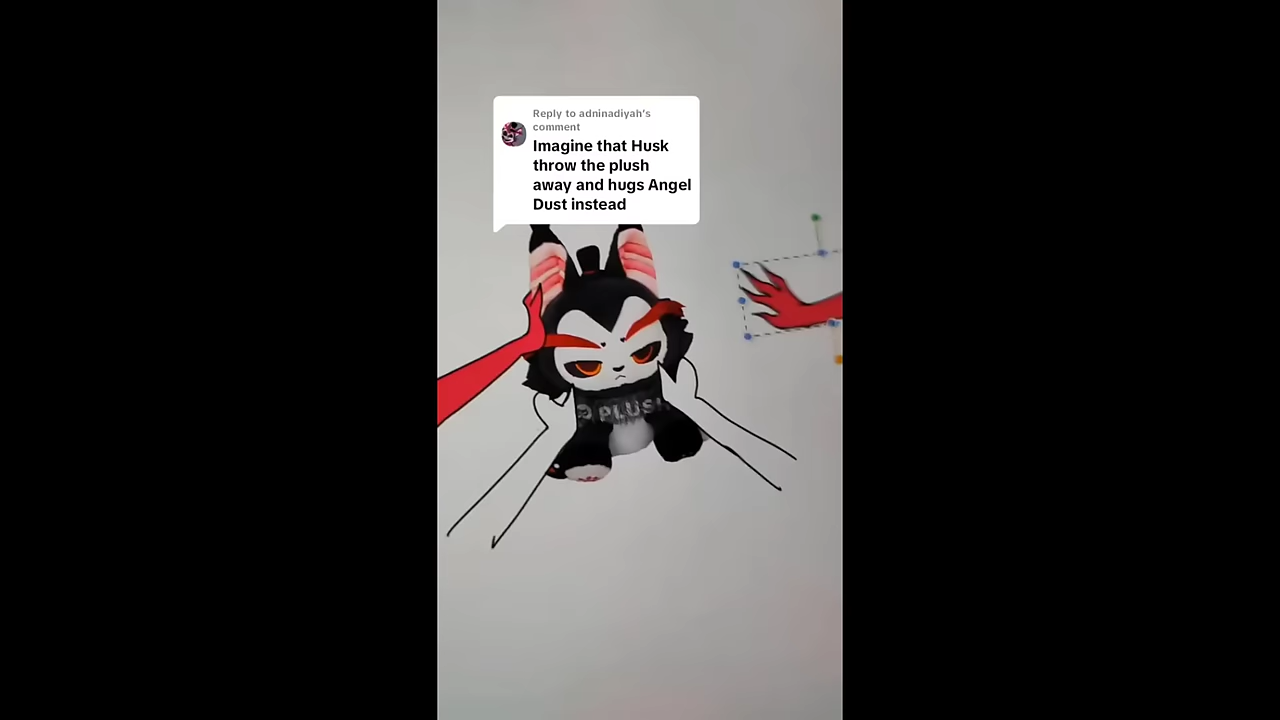 Reply to adninadiyah's
comment
Imagine that Husk
throw the plush
away and hugs Angel
Dust instead
PLUSH